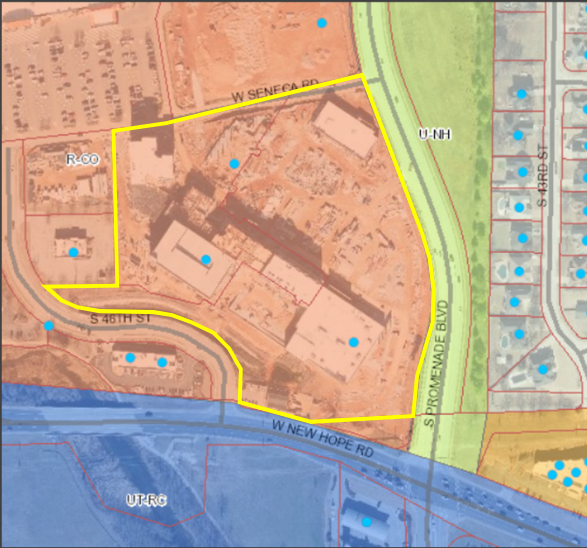 W SENECA RD
U-NH
R-CO
S 43RD ST
S 46TH ST
S PROMENADE BLVD
W NEW HOPE RD
UT-RC